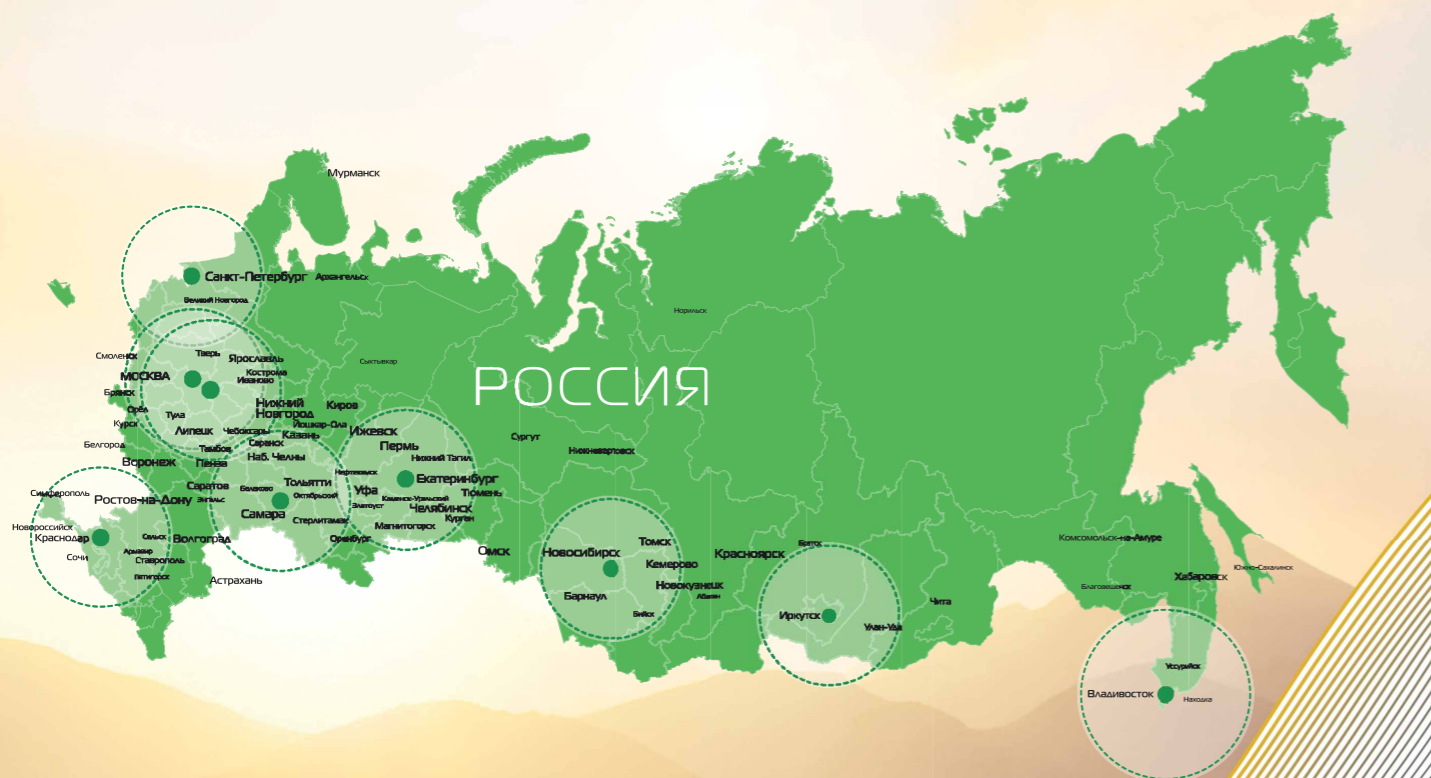 Мурманск
Санкт-Петербург
Архангельск
Великий Новгород
Норильск
Смоленск
Тверь
Ярославль
Сыктывкар
МОСКВА
Кострома
Иваново
РОССИЯ
Брянск
Орёл
Тула
Нижний
Новгород
Киров
Курск
Липецк
Чебоксары
Йошкар-Ола
Казань
Ижевск
Сургут
Белгород
Тамбов
Саранск
Пермь
Нижневартовск
Воронеж
Пенза
Наб. Челны
Нижний Тагил
Нефтекамск
Екатеринбург
Симферополь
Ростов-на-Дону
Саратов
Энгельс
Балаково
Тольятти
Октябрьский
Уфа
Каменск-Уральский
Тюмень
Златоуст
Челябинск
Самара
Стерлитамак
Магнитогорск
Курган
Новороссийск
Краснодар
Сальск
Волгоград
Оренбург
Сочи
Армавир
Ставрополь
Пятигорск
Астрахань
Омск
Новосибирск
Томск
Кемерово
Красноярск
Братск
Барнаул
Новокузнецк
Абакан
Бийск
Иркутск
Улан-Удэ
Чита
Комсомольск-на-Амуре
Благовещенск
Хабаровск
Южно-Сахалинск
Уссурийск
Владивосток
Находка